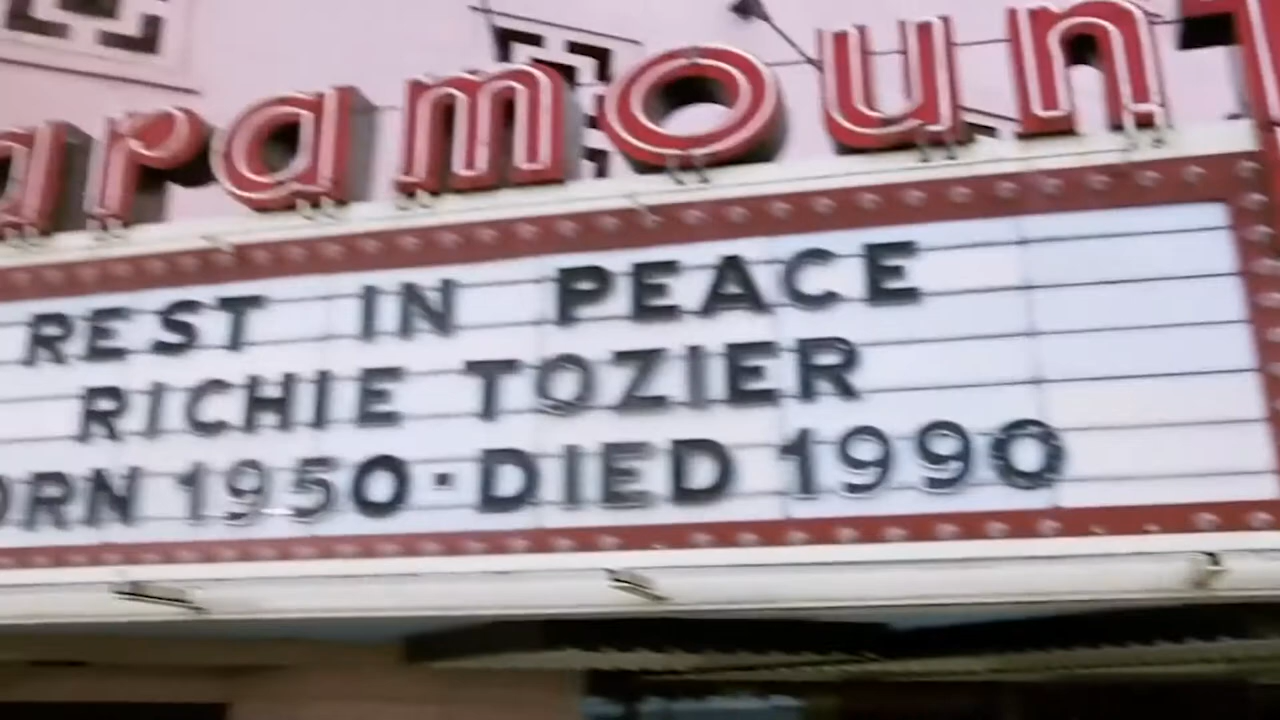 aramoun
REST IN PEACE
RICHIE TOZIER
ORN 1950 · DIED 1990